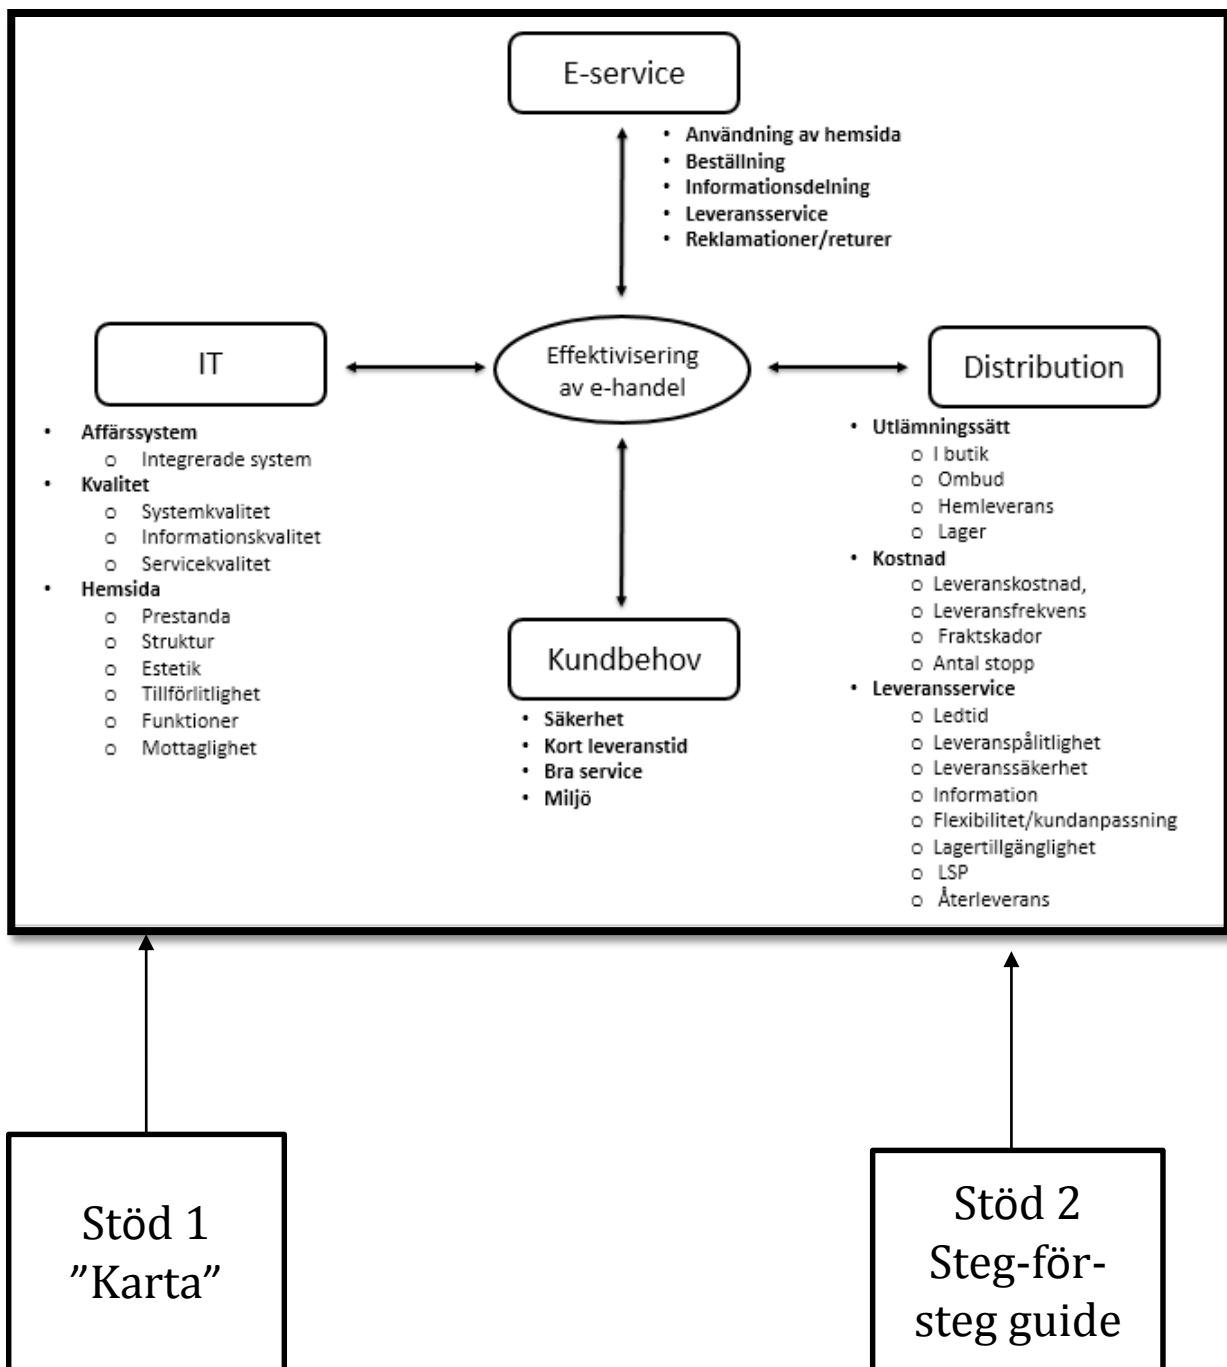 E-service
• Användning av hemsida
• Beställning
• Informationsdelning
• Leveransservice
• Reklamationer/returer
IT
Effektivisering
av e-handel
Distribution
• Affärssystem
o Integrerade system
• Kvalitet
o Systemkvalitet
o Informationskvalitet
o Servicekvalitet
• Hemsida
o Prestanda
o Struktur
o Estetik
o Tillförlitlighet
o Funktioner
o Mottaglighet
Kundbehov
• Säkerhet
• Kort leveranstid
• Bra service
• Miljö
• Utlämningssätt
o I butik
o Ombud
o Hemleverans
o Lager
• Kostnad
o Leveranskostnad,
o Leveransfrekvens
o Fraktskador
o Antal stopp
• Leveransservice
o Ledtid
o Leveranspålitlighet
o Leveranssäkerhet
o Information
o Flexibilitet/kundanpassning
o Lagertillgänglighet
o LSP
o Återleverans
Stöd 1
”Karta”
Stöd 2
Steg-för-
steg guide